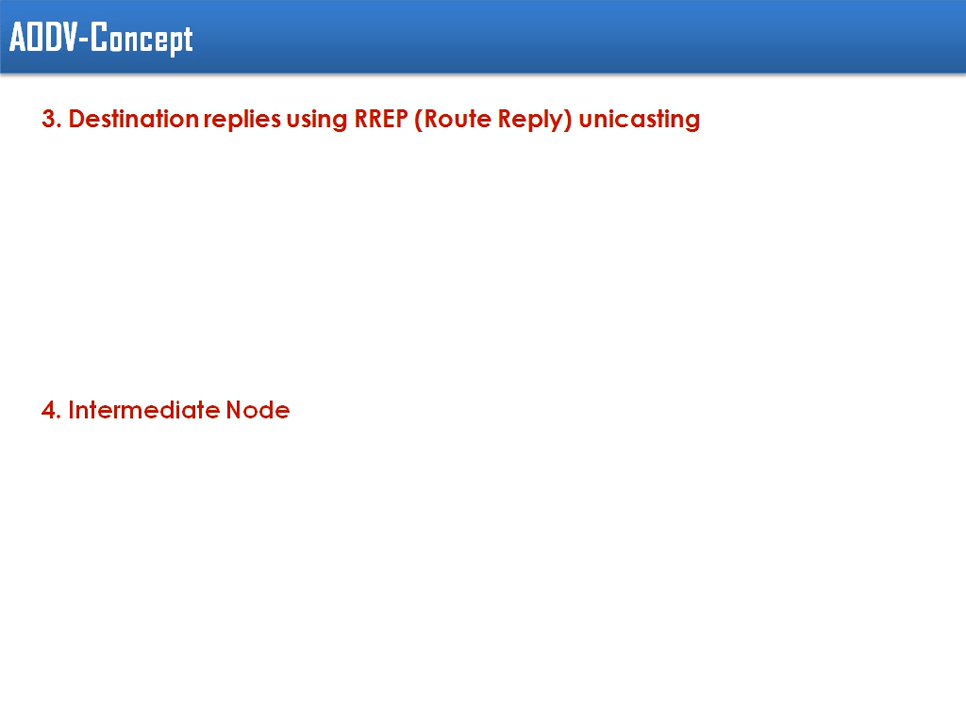 AODV-Concept
3. Destination replies using RREP (Route Reply) unicasting
4. Intermediate Node